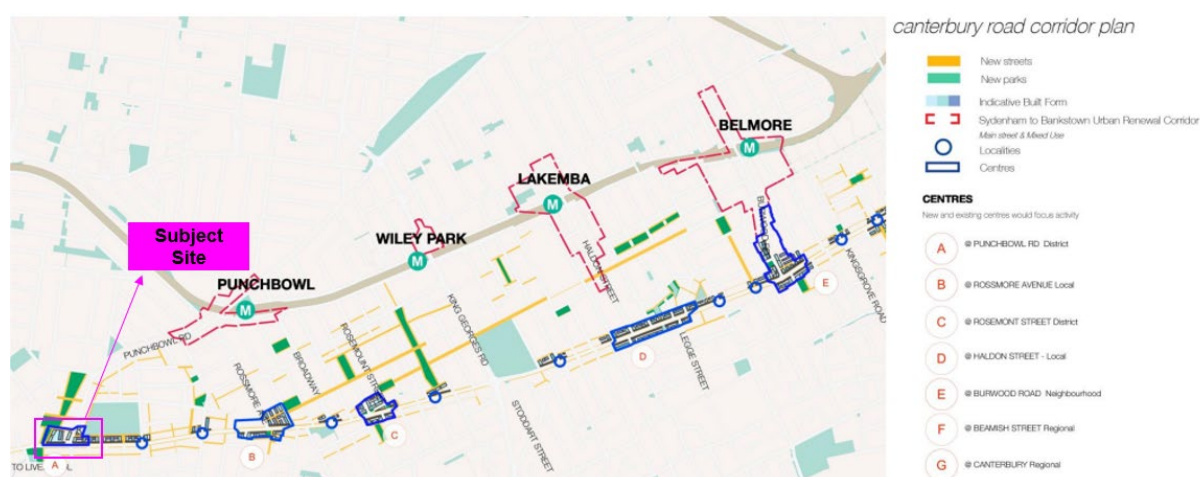 canterbury road corridor plan
New streets
New parks
Indicative Built Form
Sydenham to Bankstown Urban Renewal Corridor
Main street & Mixed Use
Localities
Centres
CENTRES
New and existing centres would focus activity
A @ PUNCHBOWL RD District
B @ ROSSMORE AVENUE Local
C @ ROSEMONT STREET District
D @ HALDON STREET - Local
E @ BURWOOD ROAD Neighbourhood
F @ BEAMISH STREET Regional
G @ CANTERBURY Regional
BELMORE
M
LAKEMBA
M
WILEY PARK
M
Subject
Site
PUNCHBOWL
M
PUNCHBOWL RD
ROSSMORE
BROADWAY
ROSEMOUNT
KING GEORGES RD
HALDON STREET
STODDART STREET
LEGGE STREET
KINGSGROVE ROAD
A
B
C
D
E